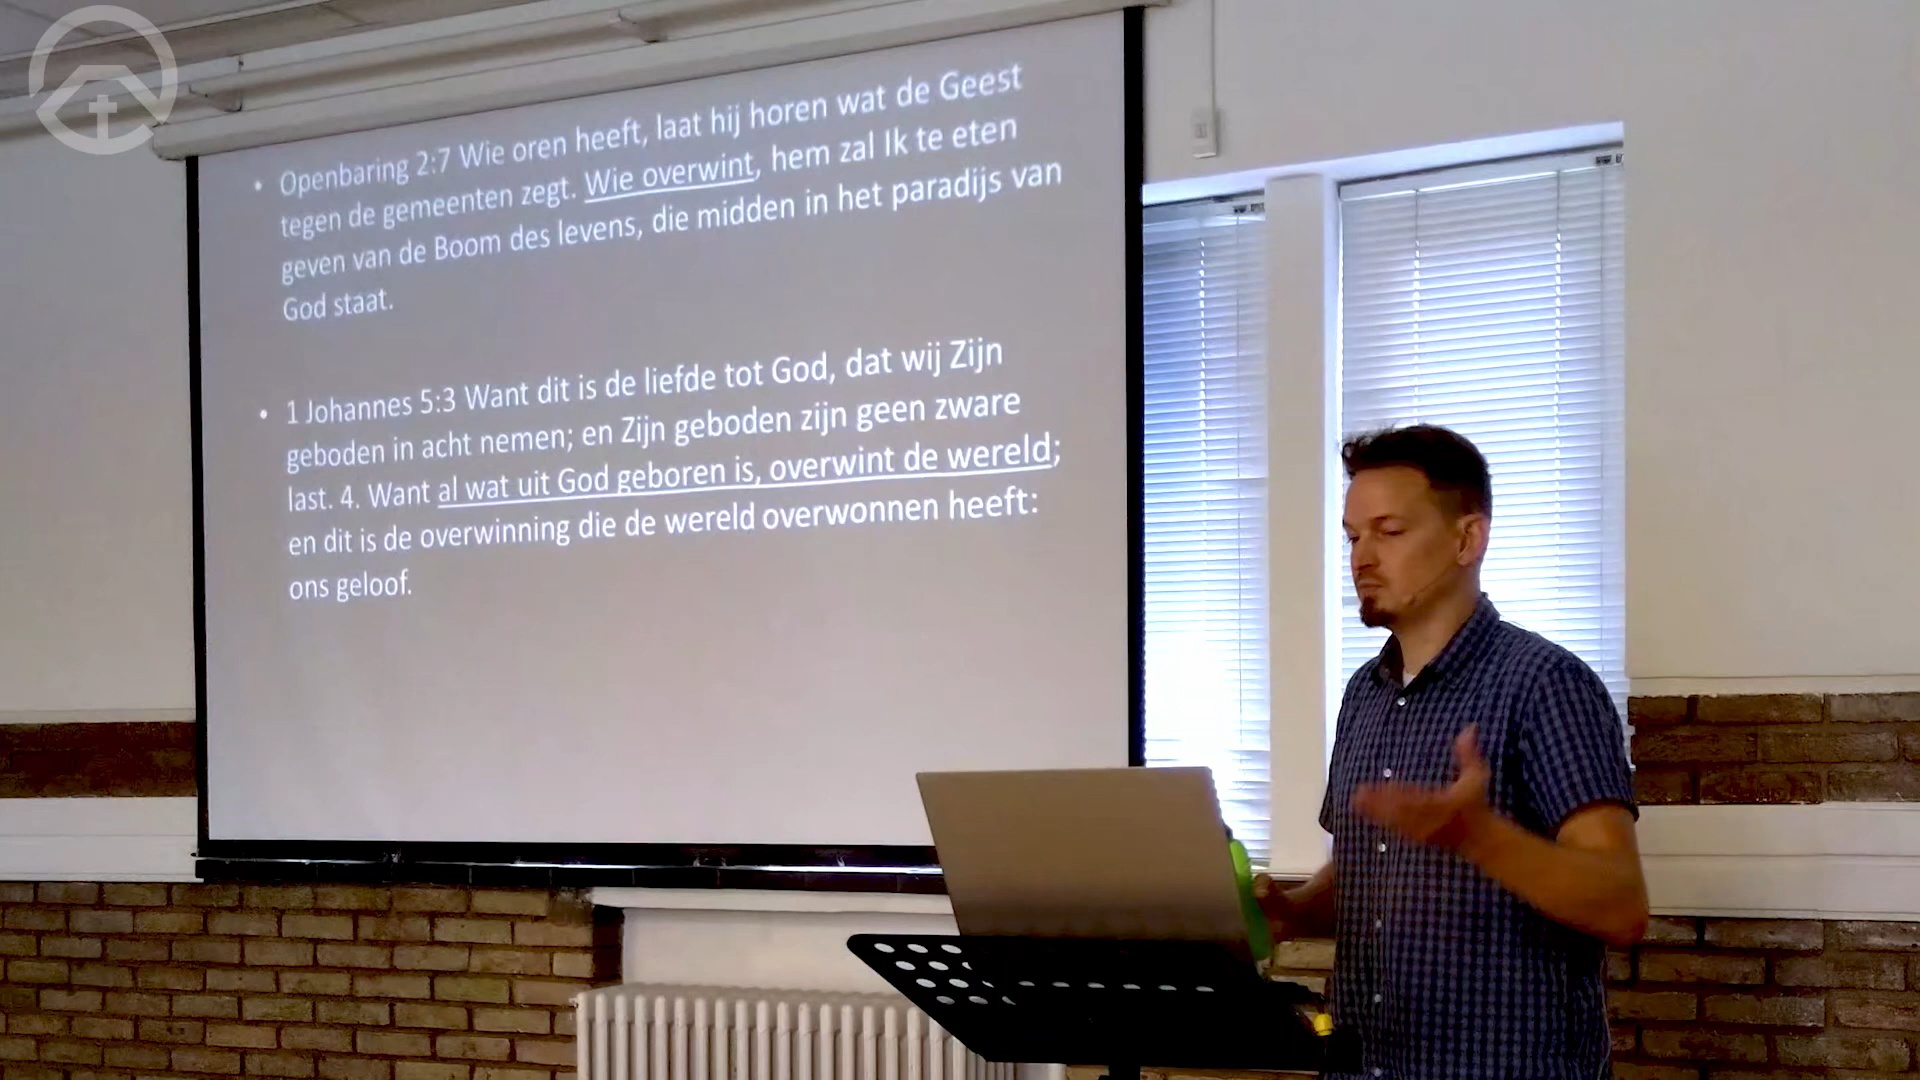 • Openbaring 2:7 Wie oren heeft, laat hij horen wat de Geest
tegen de gemeenten zegt. Wie overwint, hem zal Ik te eten
geven van de Boom des levens, die midden in het paradijs van
God staat.
• 1 Johannes 5:3 Want dit is de liefde tot God, dat wij Zijn
geboden in acht nemen; en Zijn geboden zijn geen zware
last. 4. Want al wat uit God geboren is, overwint de wereld;
en dit is de overwinning die de wereld overwonnen heeft:
ons geloof.